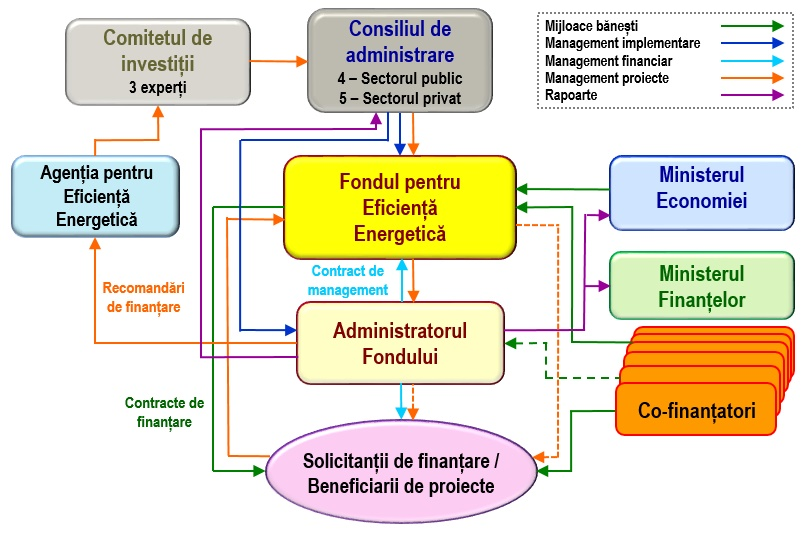 Comitetul de
investiții
3 experți
Consiliul de
administrare
4 – Sectorul public
5 – Sectorul privat
Mijloace bănești
Management implementare
Management financiar
Management proiecte
Rapoarte
Agenția pentru
Eficiență
Energetică
Fondul pentru
Eficiență
Energetică
Ministerul
Economiei
Ministerul
Finanțelor
Recomandări
de finanțare
Contract de
management
Administratorul
Fondului
Contracte de
finanțare
Co-finanțatori
Solicitanții de finanțare /
Beneficiarii de proiecte